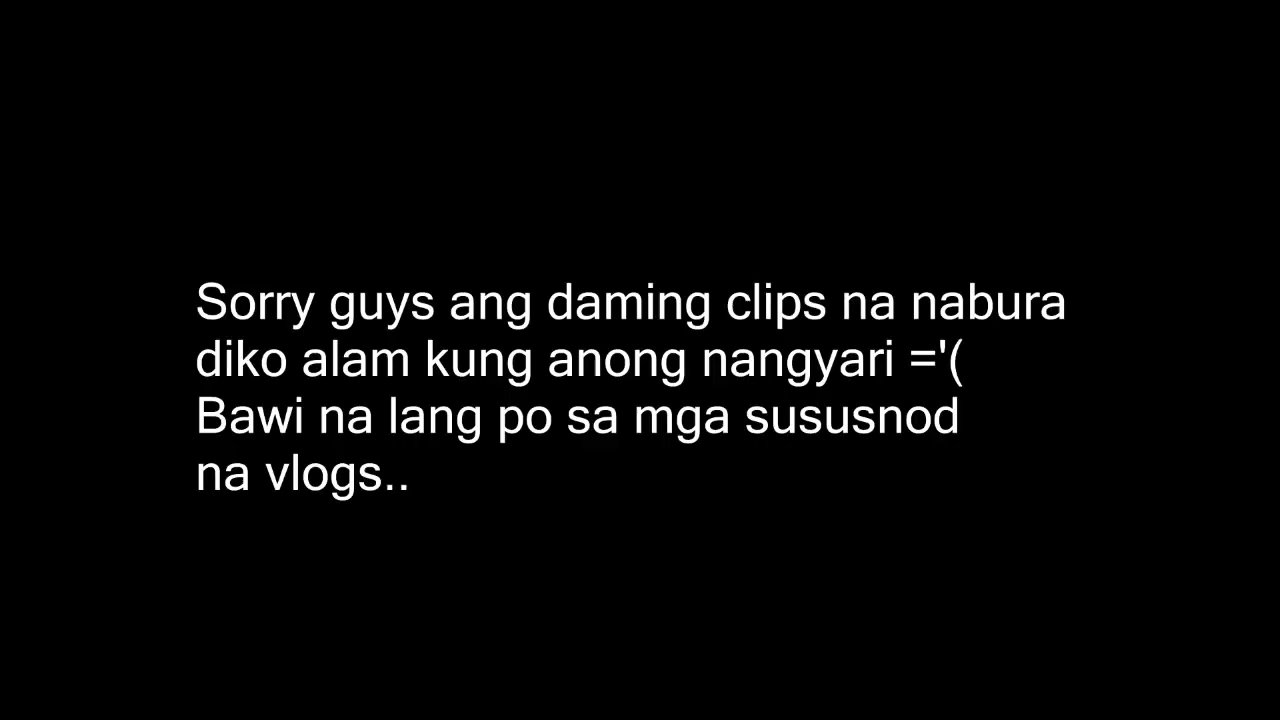 Sorry guys ang daming clips na nabura
diko alam kung anong nangyari ='(
Bawi na lang po sa mga sususnod
na vlogs..